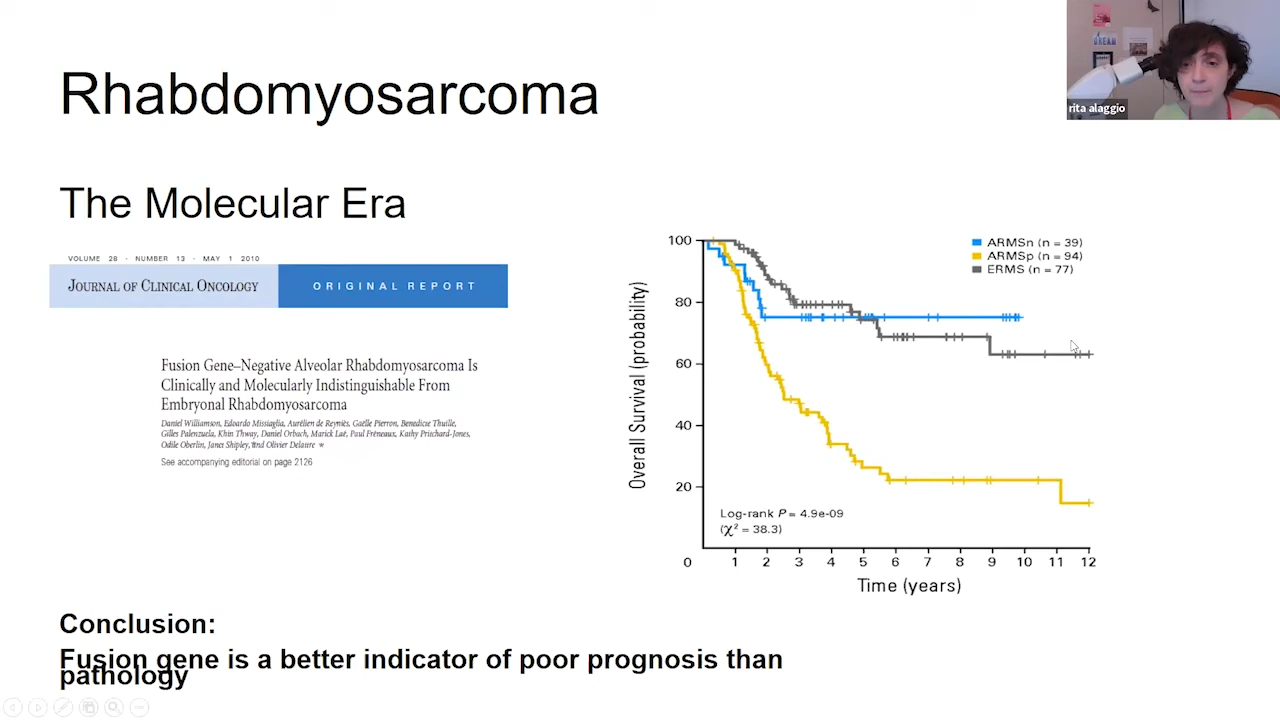 Rhabdomyosarcoma
DREAM
rita alaggio
The Molecular Era
VOLUME 28 · NUMBER 13 · MAY 1 2010
JOURNAL OF CLINICAL ONCOLOGY
ORIGINAL REPORT
Fusion Gene–Negative Alveolar Rhabdomyosarcoma Is
Clinically and Molecularly Indistinguishable From
Embryonal Rhabdomyosarcoma
Daniel Williamson, Edoardo Missiaglia, Aurélien de Reyniès, Gaëlle Pierron, Benedicte Thuille,
Gilles Palenzuela, Khin Thway, Daniel Orbach, Marick Laé, Paul Fréneaux, Kathy Pritchard-Jones,
Odile Oberlin, Janet Shipley, and Olivier Delattre
See accompanying editorial on page 2126
ARMSn (n = 39)
ARMSp (n = 94)
ERMS (n = 77)
Overall Survival (probability)
100
80
60
40
20
0
Log-rank P = 4.9e-09
(χ² = 38.3)
1 2 3 4 5 6 7 8 9 10 11 12
Time (years)
Conclusion:
Fusion gene is a better indicator of poor prognosis than
pathology